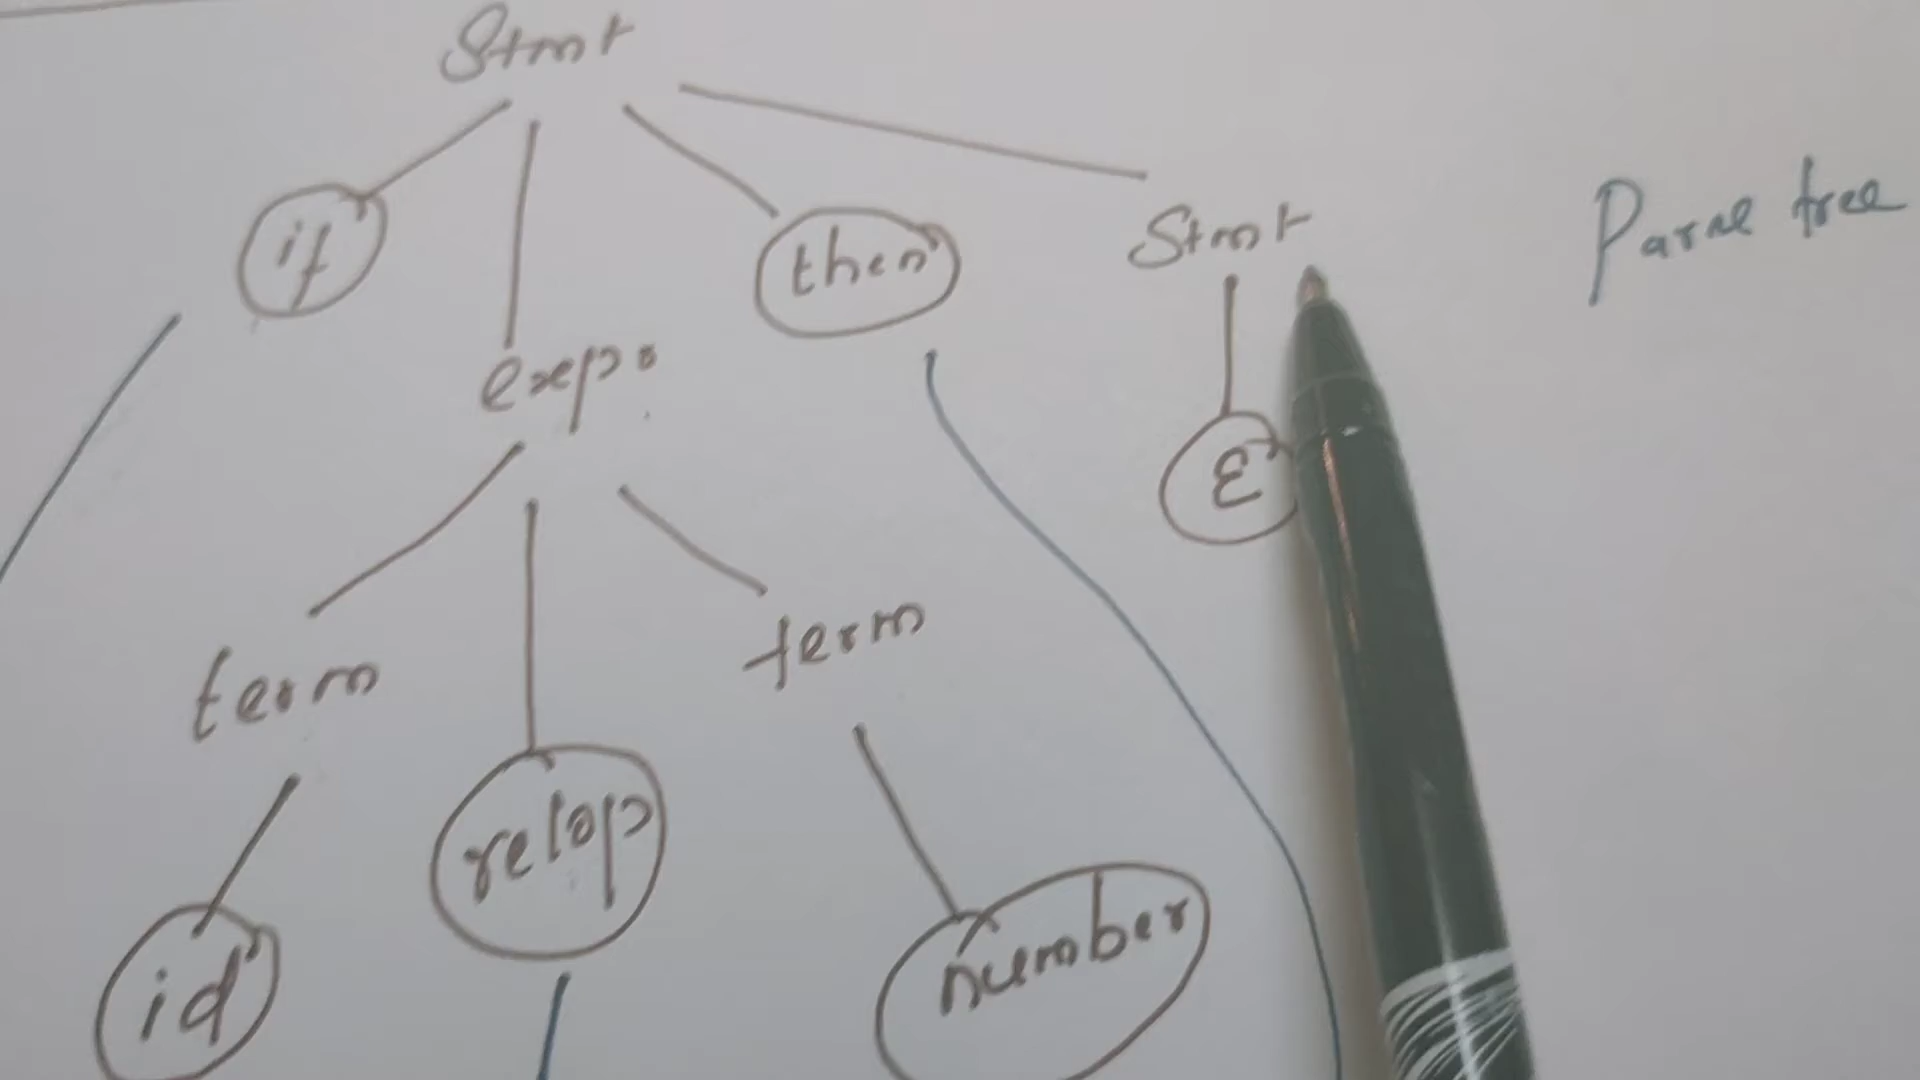 Stmt
if
then
Stmt
Parse tree
expr
ε
term
term
relop
number
id